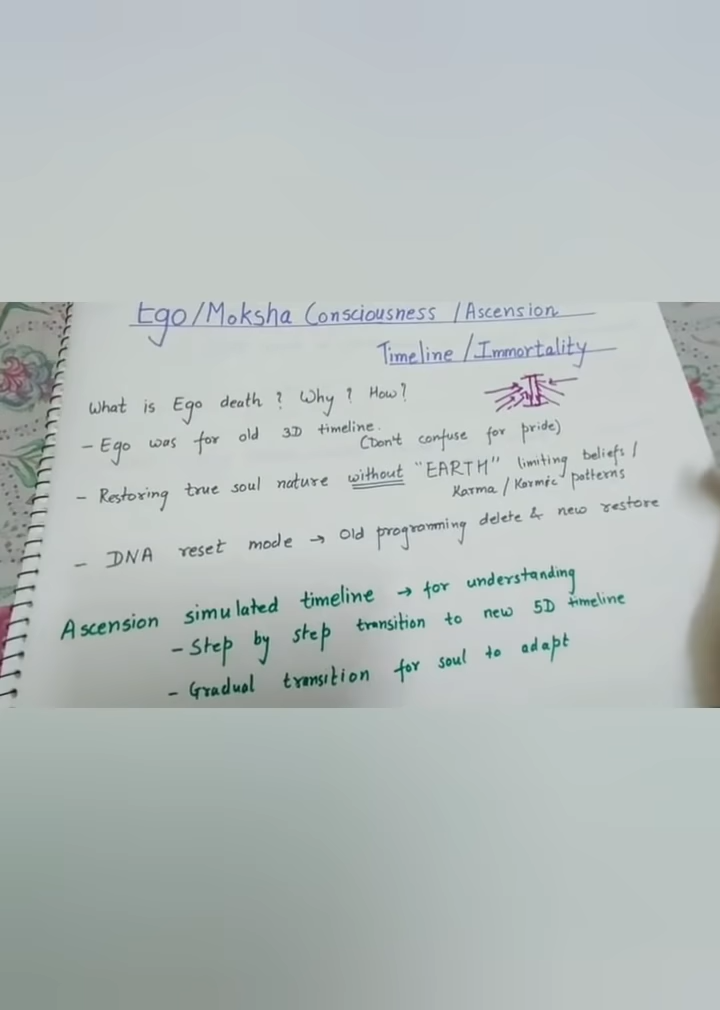 Ego/Moksha Consciousness /Ascension
Timeline /Immortality
What is Ego death ? Why ? How?
- Ego was for old 3D timeline.
(Don't confuse for pride)
- Restoring true soul nature without "EARTH" limiting beliefs /
Karma / Karmic patterns
- DNA reset mode → Old programming delete & new restore
Ascension simulated timeline → for understanding
- Step by step transition to new 5D timeline
- Gradual transition for soul to adapt